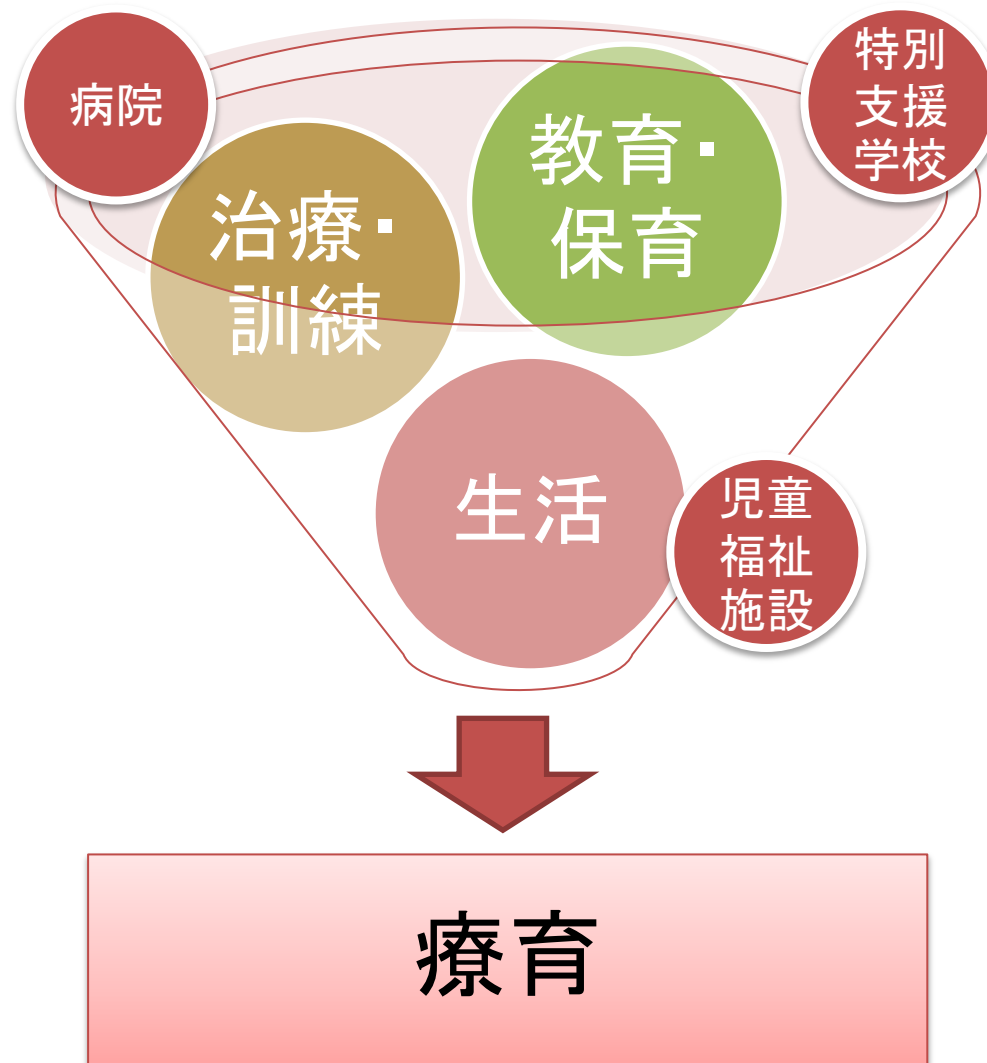 病院
特別
支援
学校
治療・
訓練
教育・
保育
生活
児童
福祉
施設
療育